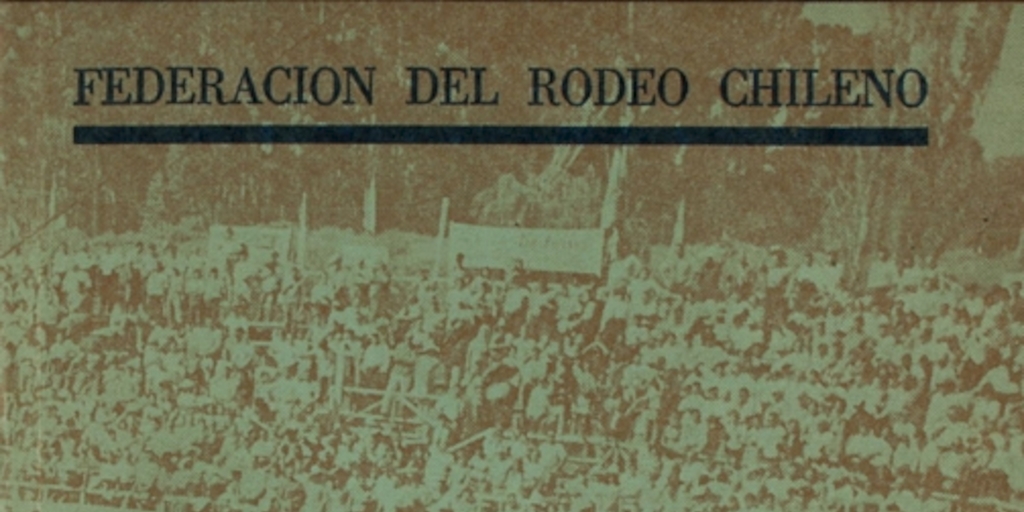 FEDERACION DEL RODEO CHILENO